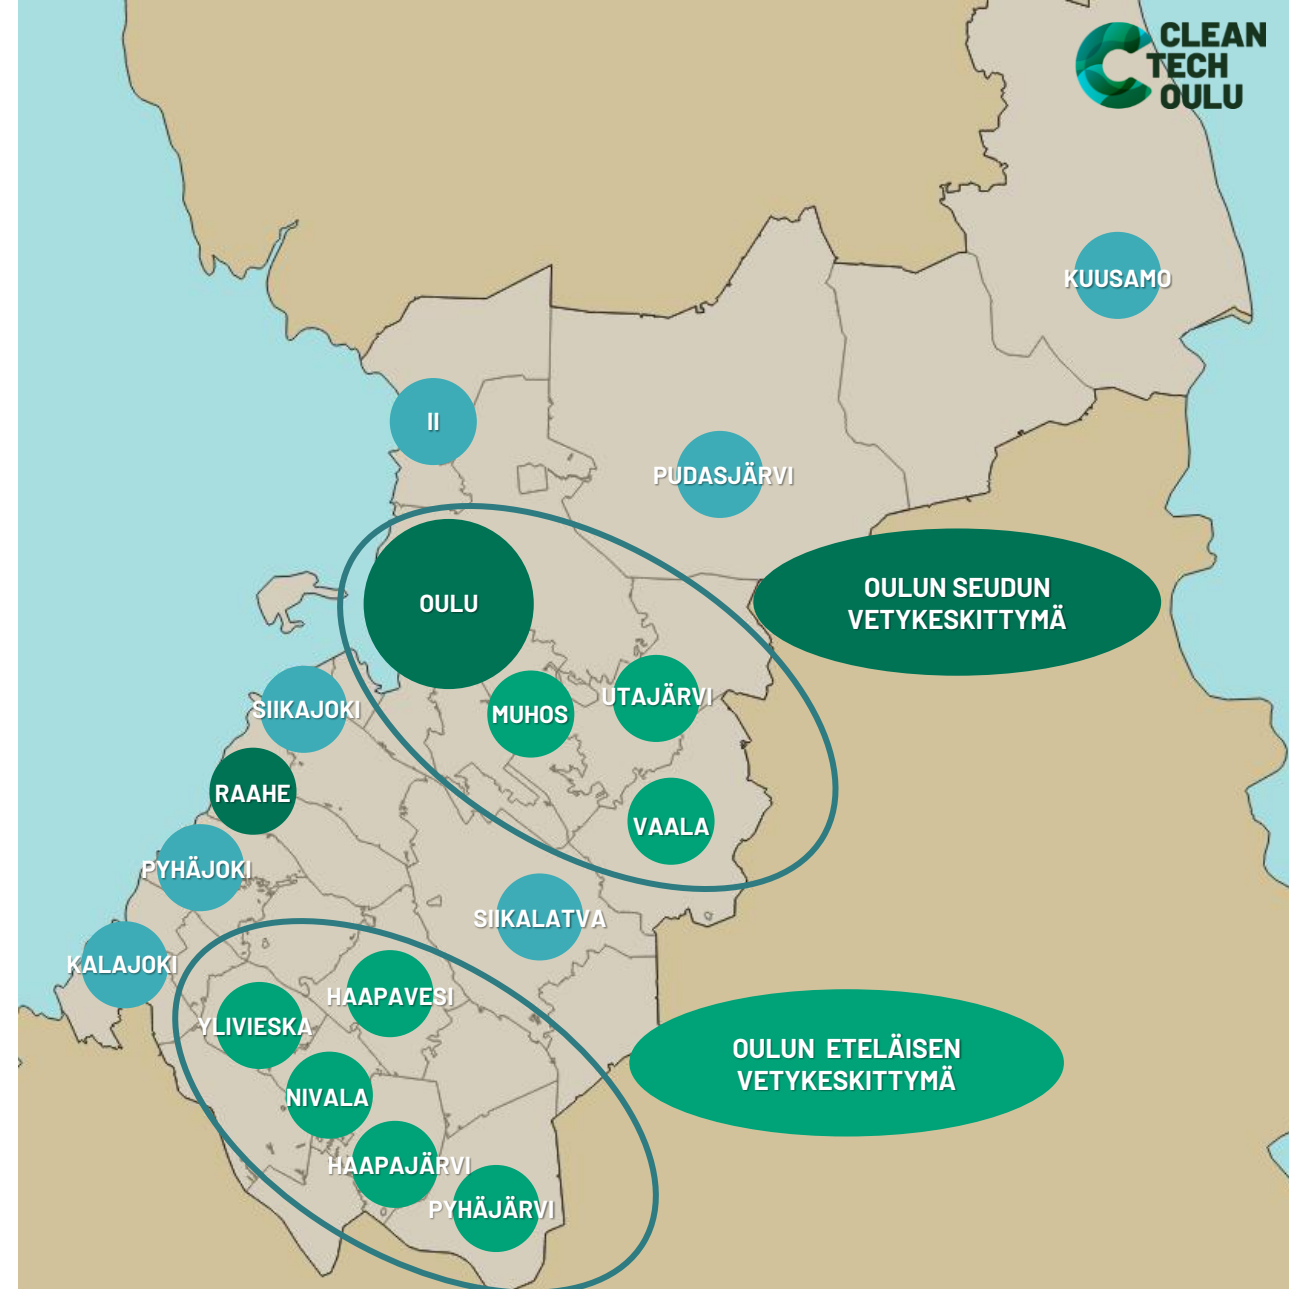 CLEAN
TECH
OULU
KUUSAMO
II
PUDASJÄRVI
OULU
OULUN SEUDUN
VETYKESKITTYMÄ
UTAJÄRVI
MUHOS
SIIKAJOKI
RAAHE
VAALA
PYHÄJOKI
SIIKALATVA
KALAJOKI
HAAPAVESI
YLIVIESKA
OULUN ETELÄISEN
VETYKESKITTYMÄ
NIVALA
HAAPAJÄRVI
PYHÄJÄRVI